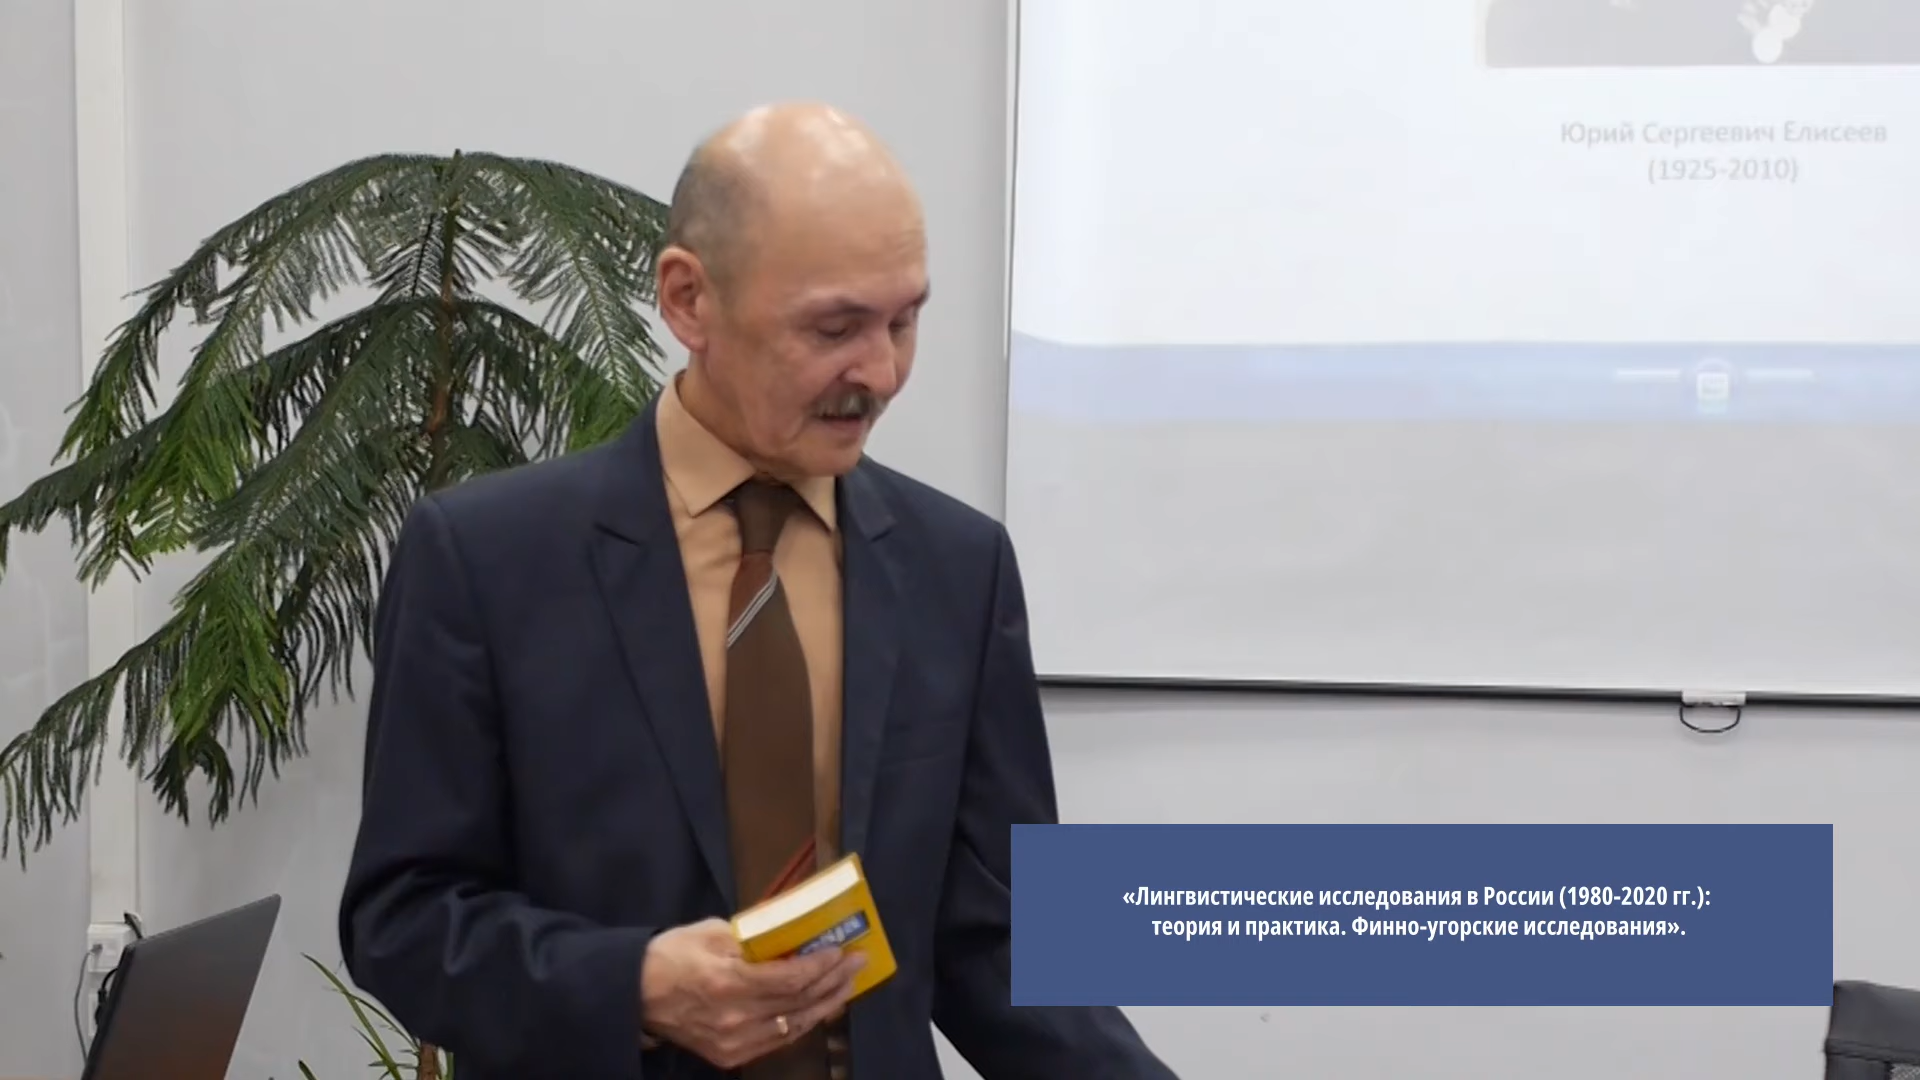 Юрий Сергеевич Елисеев
(1925-2010)
«Лингвистические исследования в России (1980-2020 гг.):
теория и практика. Финно-угорские исследования».